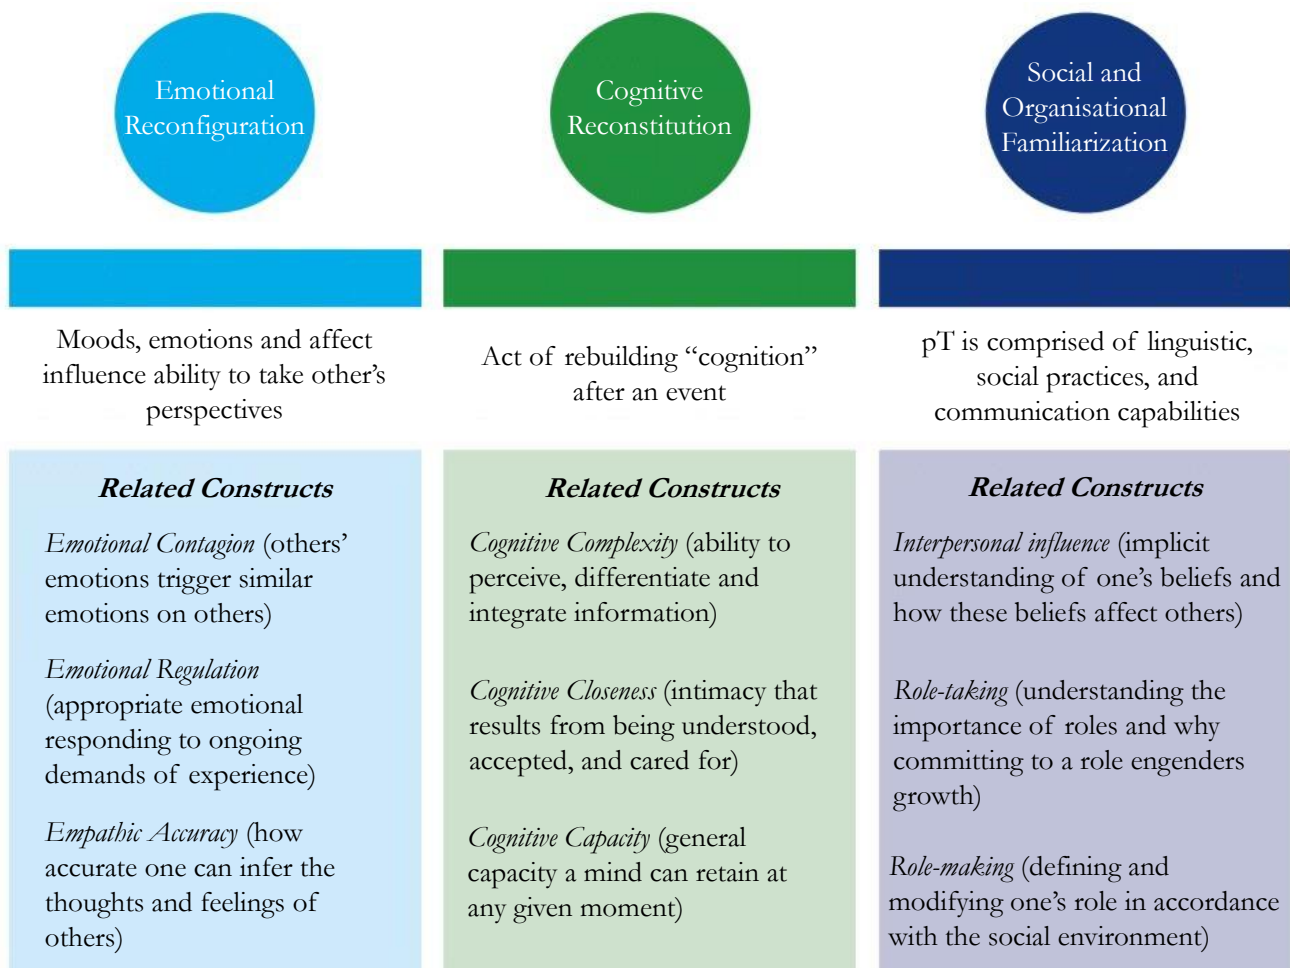 Emotional
Reconfiguration
Moods, emotions and affect
influence ability to take other’s
perspectives
Related Constructs
Emotional Contagion (others’
emotions trigger similar
emotions on others)
Emotional Regulation
(appropriate emotional
responding to ongoing
demands of experience)
Empathic Accuracy (how
accurate one can infer the
thoughts and feelings of
others)
Cognitive
Reconstitution
Act of rebuilding “cognition”
after an event
Related Constructs
Cognitive Complexity (ability to
perceive, differentiate and
integrate information)
Cognitive Closeness (intimacy that
results from being understood,
accepted, and cared for)
Cognitive Capacity (general
capacity a mind can retain at
any given moment)
Social and
Organisational
Familiarization
pT is comprised of linguistic,
social practices, and
communication capabilities
Related Constructs
Interpersonal influence (implicit
understanding of one’s beliefs and
how these beliefs affect others)
Role-taking (understanding the
importance of roles and why
committing to a role engenders
growth)
Role-making (defining and
modifying one’s role in accordance
with the social environment)